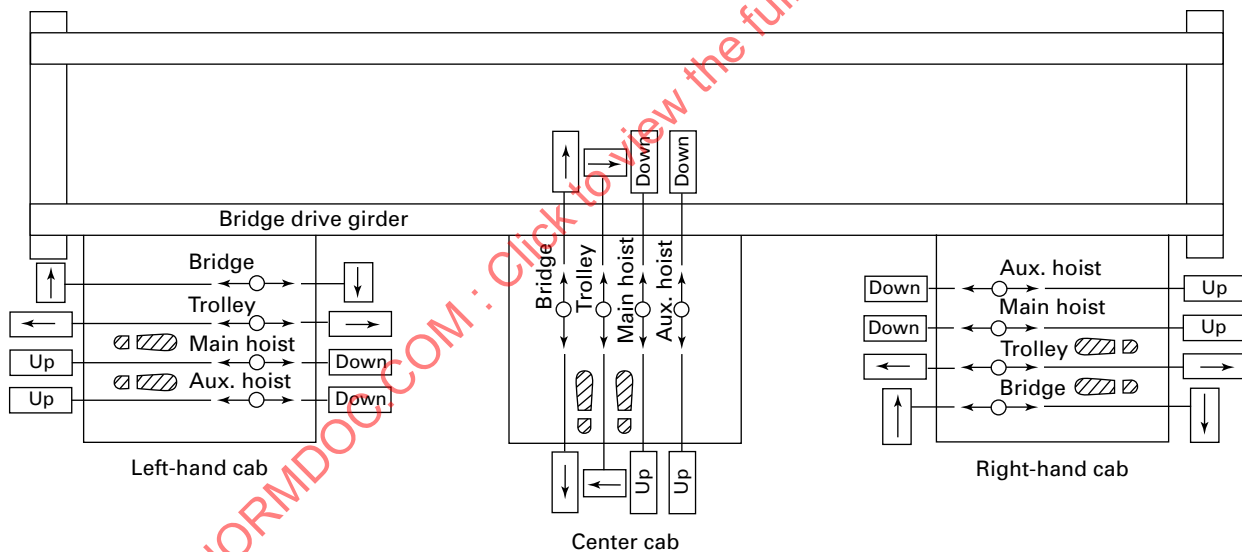 Bridge drive girder
Down
Down
Bridge
Trolley
Main hoist
Aux. hoist
Up
Up
Bridge
Trolley
Main hoist
Aux. hoist
Up
Down
Up
Down
Left-hand cab
Center cab
Aux. hoist
Down
Up
Main hoist
Down
Up
Trolley
Bridge
Right-hand cab
NORMDOC.COM : Click to view the full